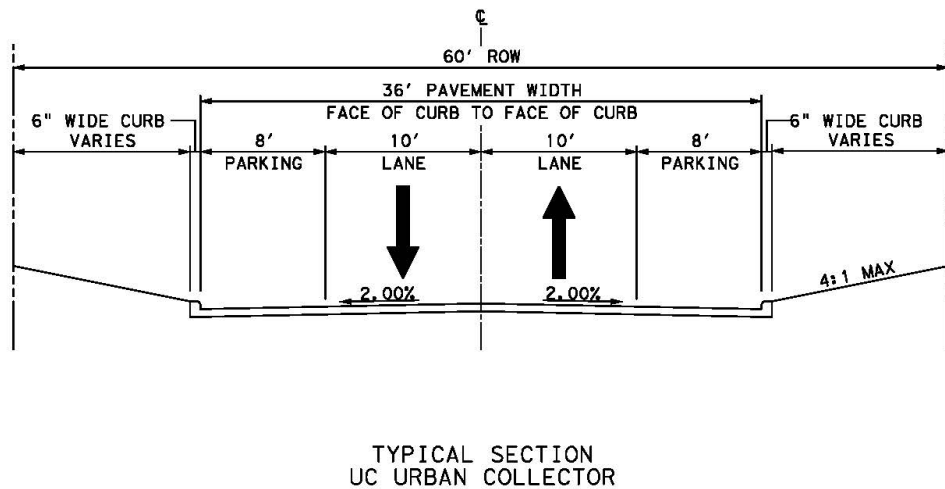 ℄
60' ROW
36' PAVEMENT WIDTH
FACE OF CURB TO FACE OF CURB
6" WIDE CURB
VARIES
8'
PARKING
10'
LANE
10'
LANE
8'
PARKING
6" WIDE CURB
VARIES
2.00%
2.00%
4:1 MAX
TYPICAL SECTION
UC URBAN COLLECTOR